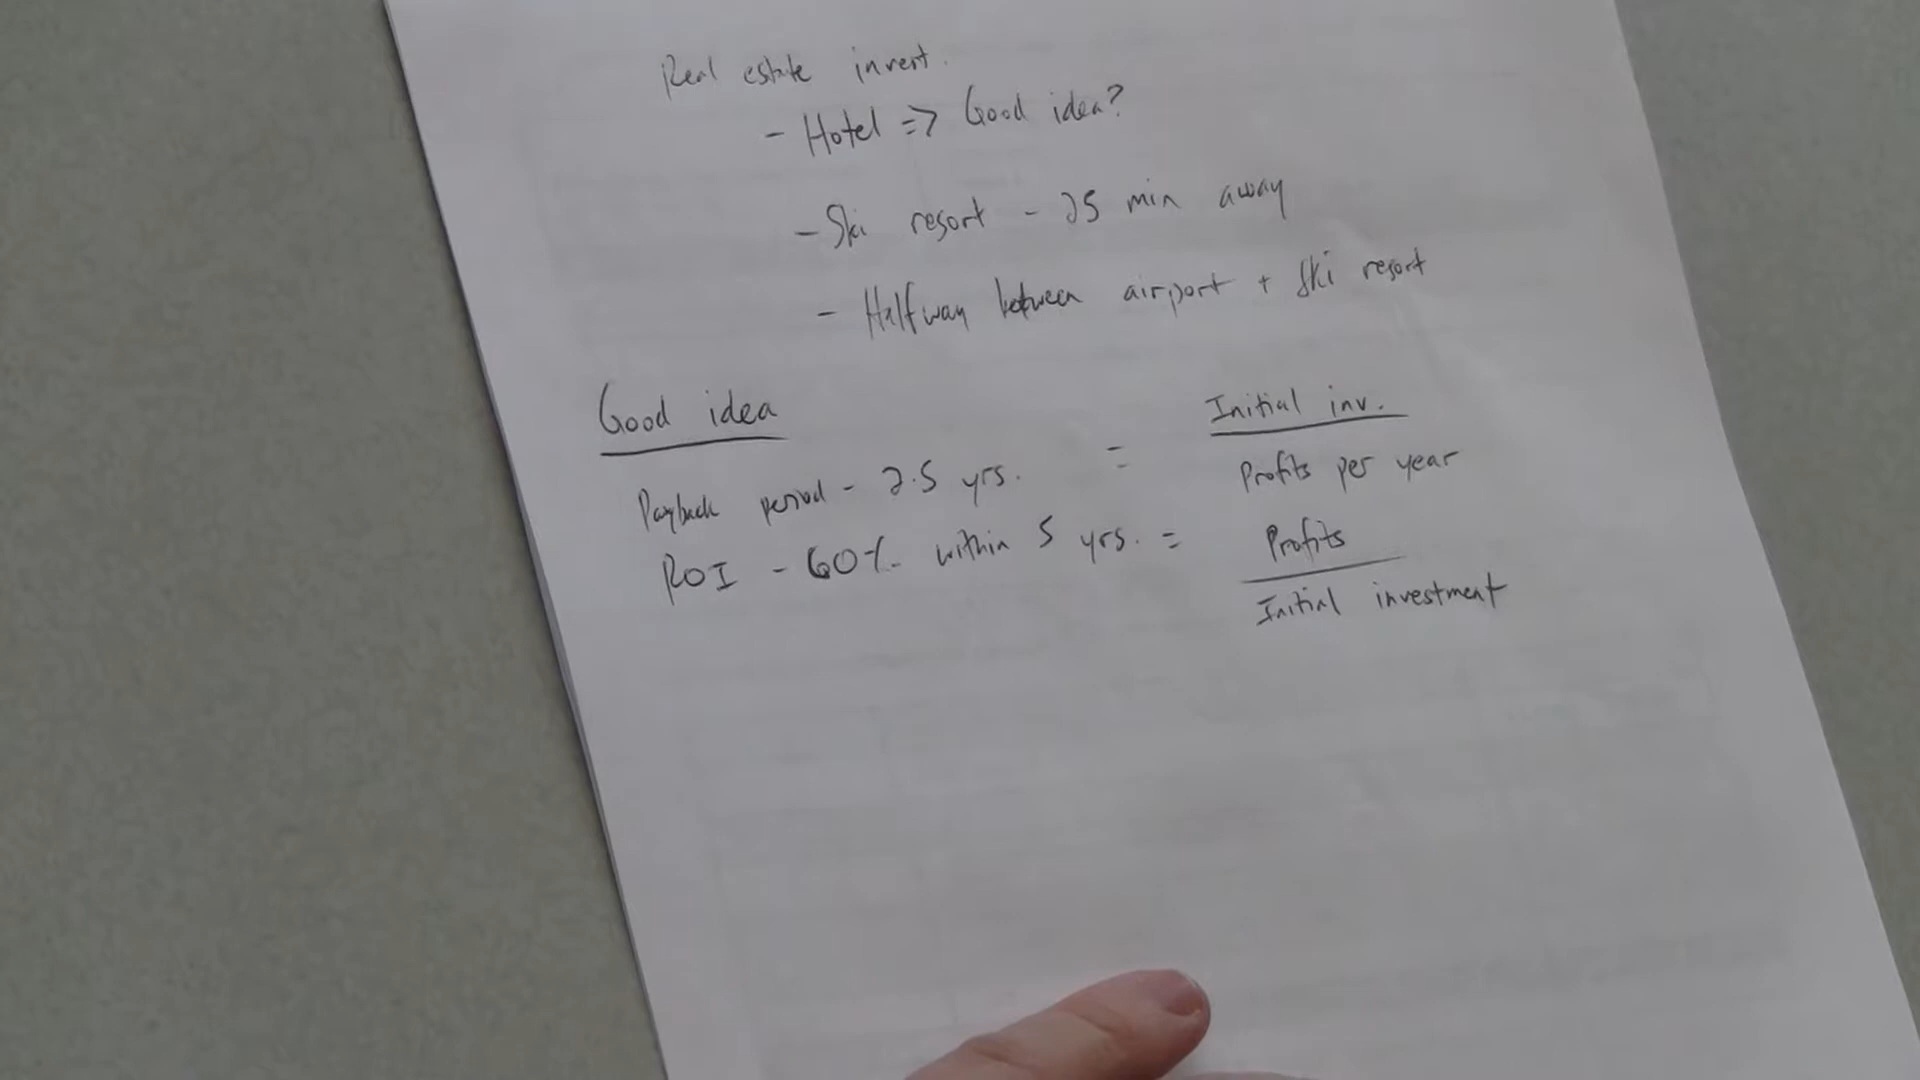 Real estate invest.
- Hotel => Good idea?
- Ski resort - 25 min away
- Halfway between airport + Ski resort
Good idea
Payback period - 2.5 yrs. = Initial inv. / Profits per year
ROI - 60% within 5 yrs. = Profits / Initial investment